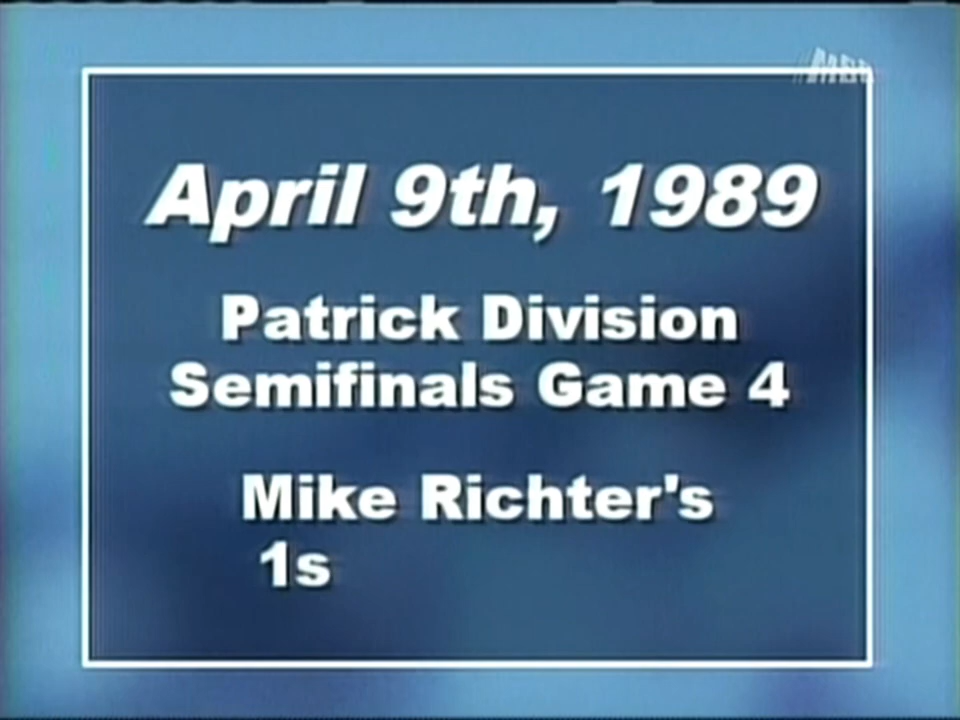 April 9th, 1989
Patrick Division
Semifinals Game 4
Mike Richter's
1s